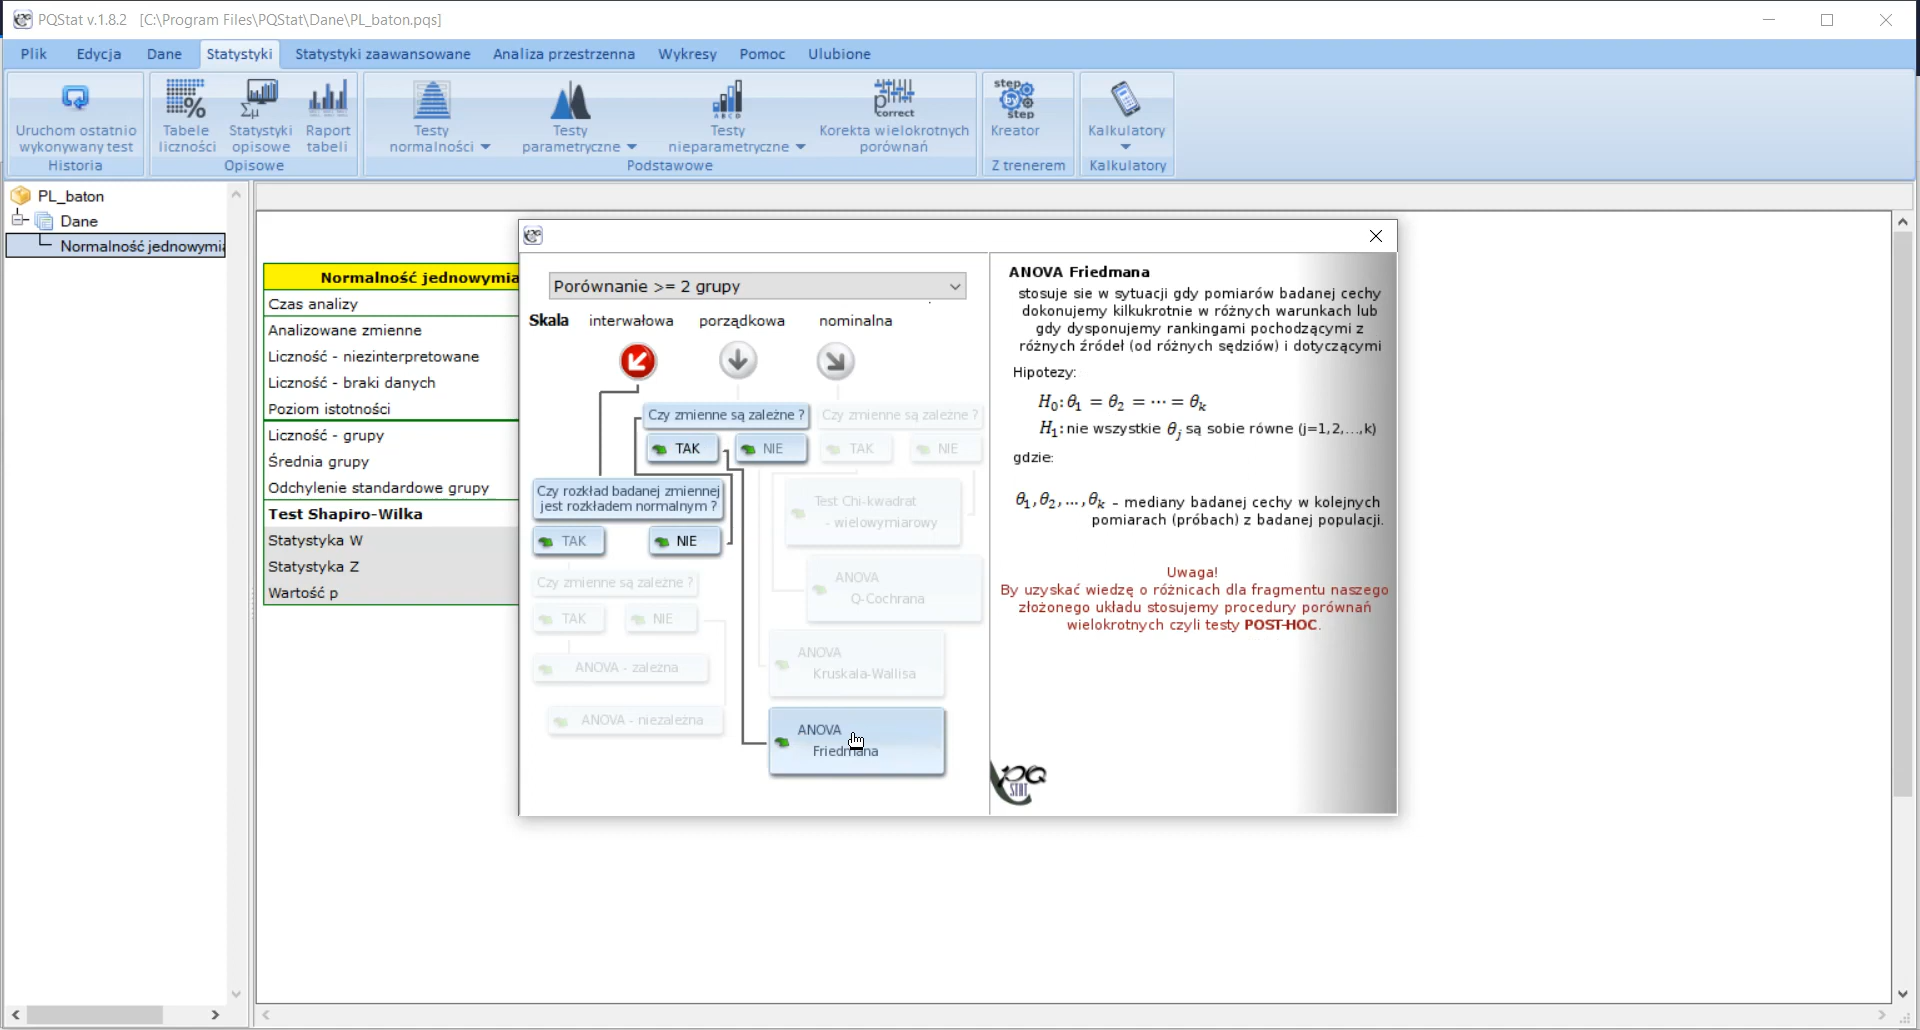 PQStat v.1.8.2 [C:\Program Files\PQStat\Dane\PL_baton.pqs]
Plik Edycja Dane Statystyki Statystyki zaawansowane Analiza przestrzenna Wykresy Pomoc Ulubione
Uruchom ostatnio
wykonywany test
Historia
Tabele
liczności
Statystyki
opisowe
Raport
tabeli
Opisowe
Testy
normalności
Testy
parametryczne
Testy
nieparametryczne
correct
Korekta wielokrotnych
porównań
Podstawowe
step
by
step
Kreator
Z trenerem
Kalkulatory
Kalkulatory
PL_baton
Dane
Normalność jednowymia
Normalność jednowymia
Czas analizy
Analizowane zmienne
Liczność - niezinterpretowane
Liczność - braki danych
Poziom istotności
Liczność - grupy
Średnia grupy
Odchylenie standardowe grupy
Test Shapiro-Wilka
Statystyka W
Statystyka Z
Wartość p
Porównanie >= 2 grupy
Skala interwałowa porządkowa nominalna
Czy zmienne są zależne ? Czy zmienne są zależne ?
TAK NIE TAK NIE
Czy rozkład badanej zmiennej
jest rozkładem normalnym ?
TAK NIE
Test Chi-kwadrat
- wielowymiarowy
ANOVA
Q-Cochrana
Czy zmienne są zależne ?
TAK NIE
ANOVA - zależna
ANOVA - niezależna
ANOVA
Kruskala-Wallisa
ANOVA
Friedmana
ANOVA Friedmana
stosuje sie w sytuacji gdy pomiarów badanej cechy
dokonujemy kilkukrotnie w różnych warunkach lub
gdy dysponujemy rankingami pochodzącymi z
różnych źródeł (od różnych sędziów) i dotyczącymi
Hipotezy:
H₀: θ₁ = θ₂ = ⋯ = θₖ
H₁: nie wszystkie θⱼ są sobie równe (j=1,2,...,k)
gdzie:
θ₁, θ₂, ..., θₖ - mediany badanej cechy w kolejnych
pomiarach (próbach) z badanej populacji.
Uwaga!
By uzyskać wiedzę o różnicach dla fragmentu naszego
złożonego układu stosujemy procedury porównań
wielokrotnych czyli testy POST-HOC.
PQ
STAT